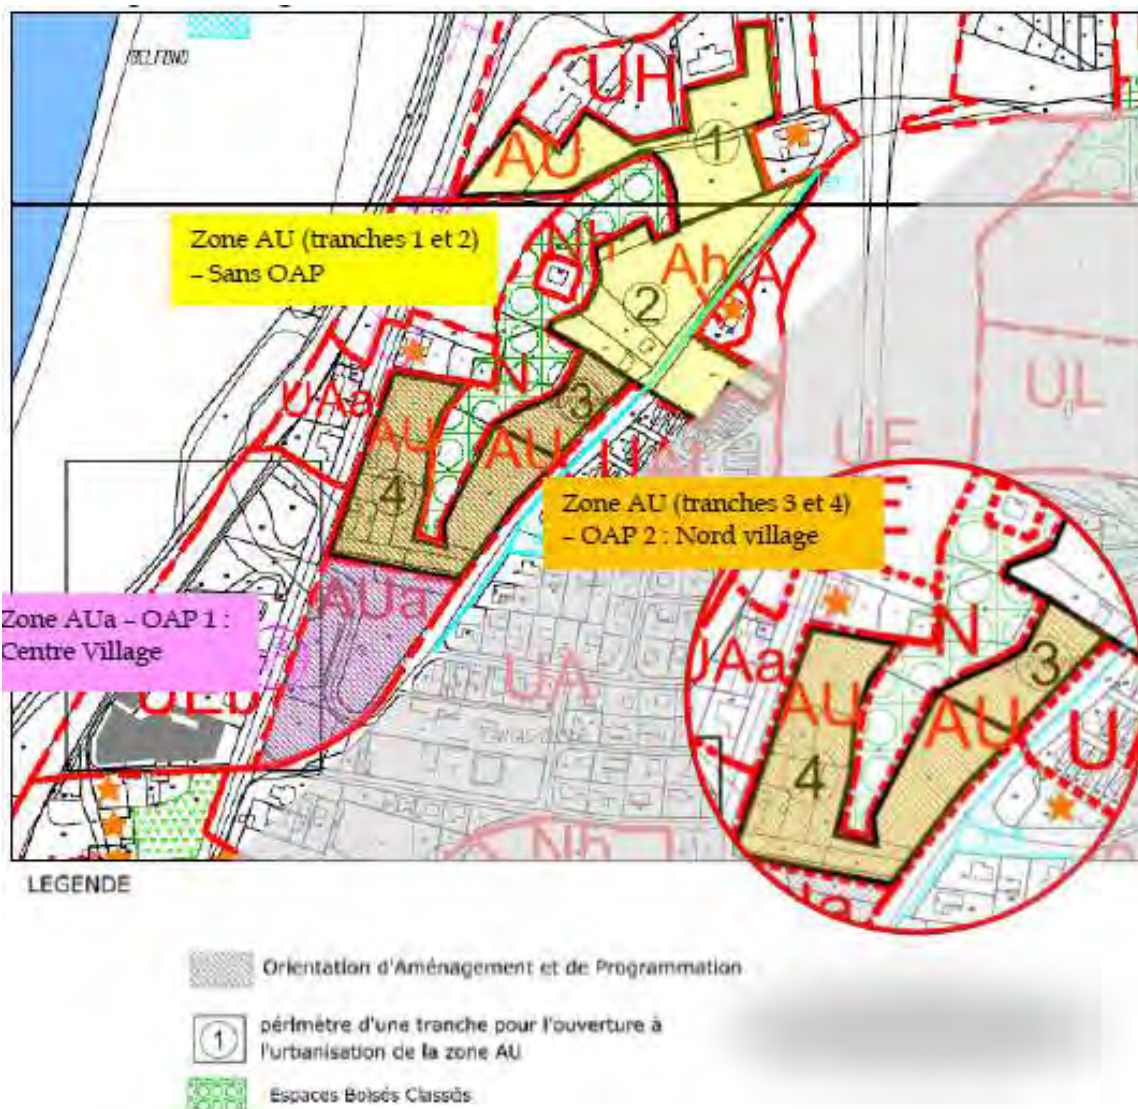 BELFOND
UH
AU
1
Zone AU (tranches 1 et 2)
– Sans OAP
Nh
Ah
A
2
N
UAa
3
AU
AU
4
U
UL
UE
Zone AU (tranches 3 et 4)
– OAP 2 : Nord village
E
AUa
Zone AUa – OAP 1 :
Centre Village
UA
N
3
UAa
AU
AU
U
4
Nh
LEGENDE
Orientation d'Aménagement et de Programmation
1
périmètre d'une tranche pour l'ouverture à
l'urbanisation de la zone AU
Espaces Boisés Classés